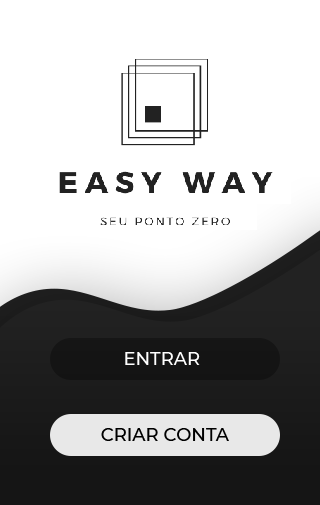 EASY WAY
SEU PONTO ZERO
ENTRAR
CRIAR CONTA